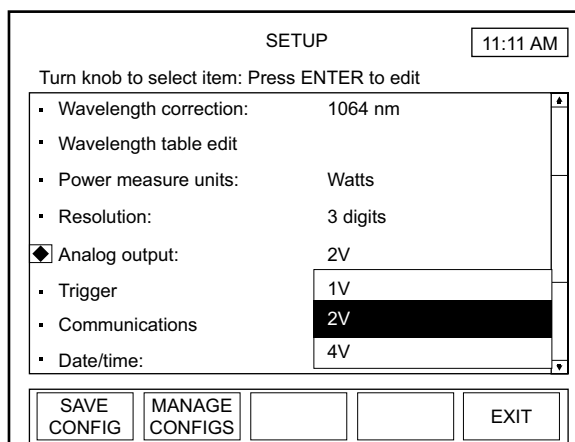 SETUP
11:11 AM
Turn knob to select item: Press ENTER to edit
Wavelength correction: 1064 nm
Wavelength table edit
Power measure units: Watts
Resolution: 3 digits
Analog output: 2V
Trigger 1V
Communications 2V
Date/time: 4V
SAVE CONFIG
MANAGE CONFIGS
EXIT